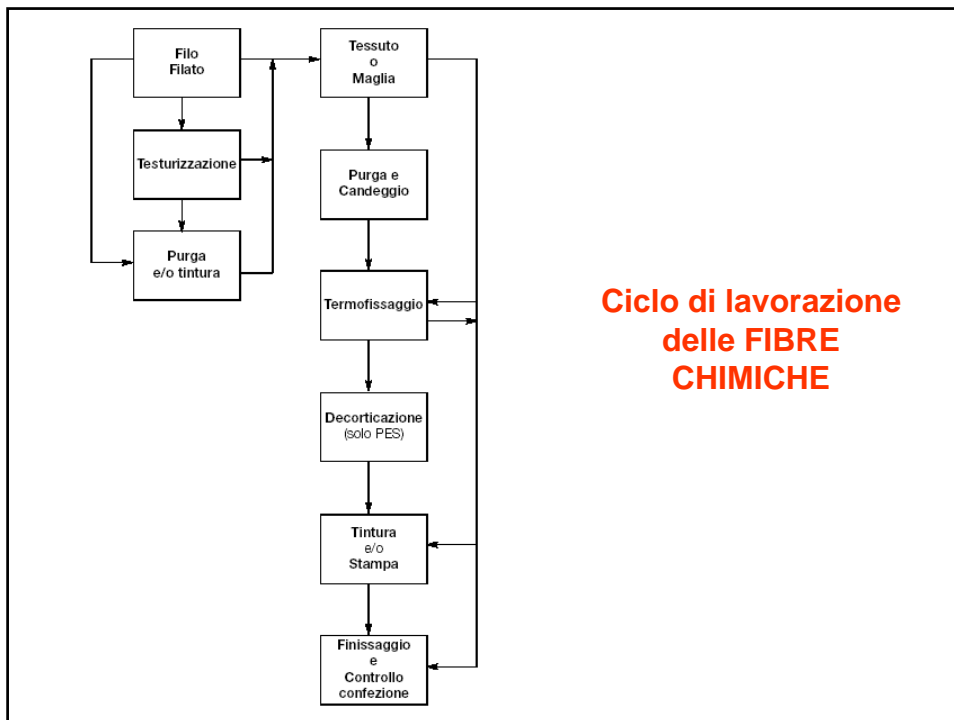 Filo
Filato
Testurizzazione
Purga
e/o tintura
Tessuto
o
Maglia
Purga e
Candeggio
Termofissaggio
Decorticazione
(solo PES)
Tintura
e/o
Stampa
Finissaggio
e
Controllo
confezione
Ciclo di lavorazione
delle FIBRE
CHIMICHE